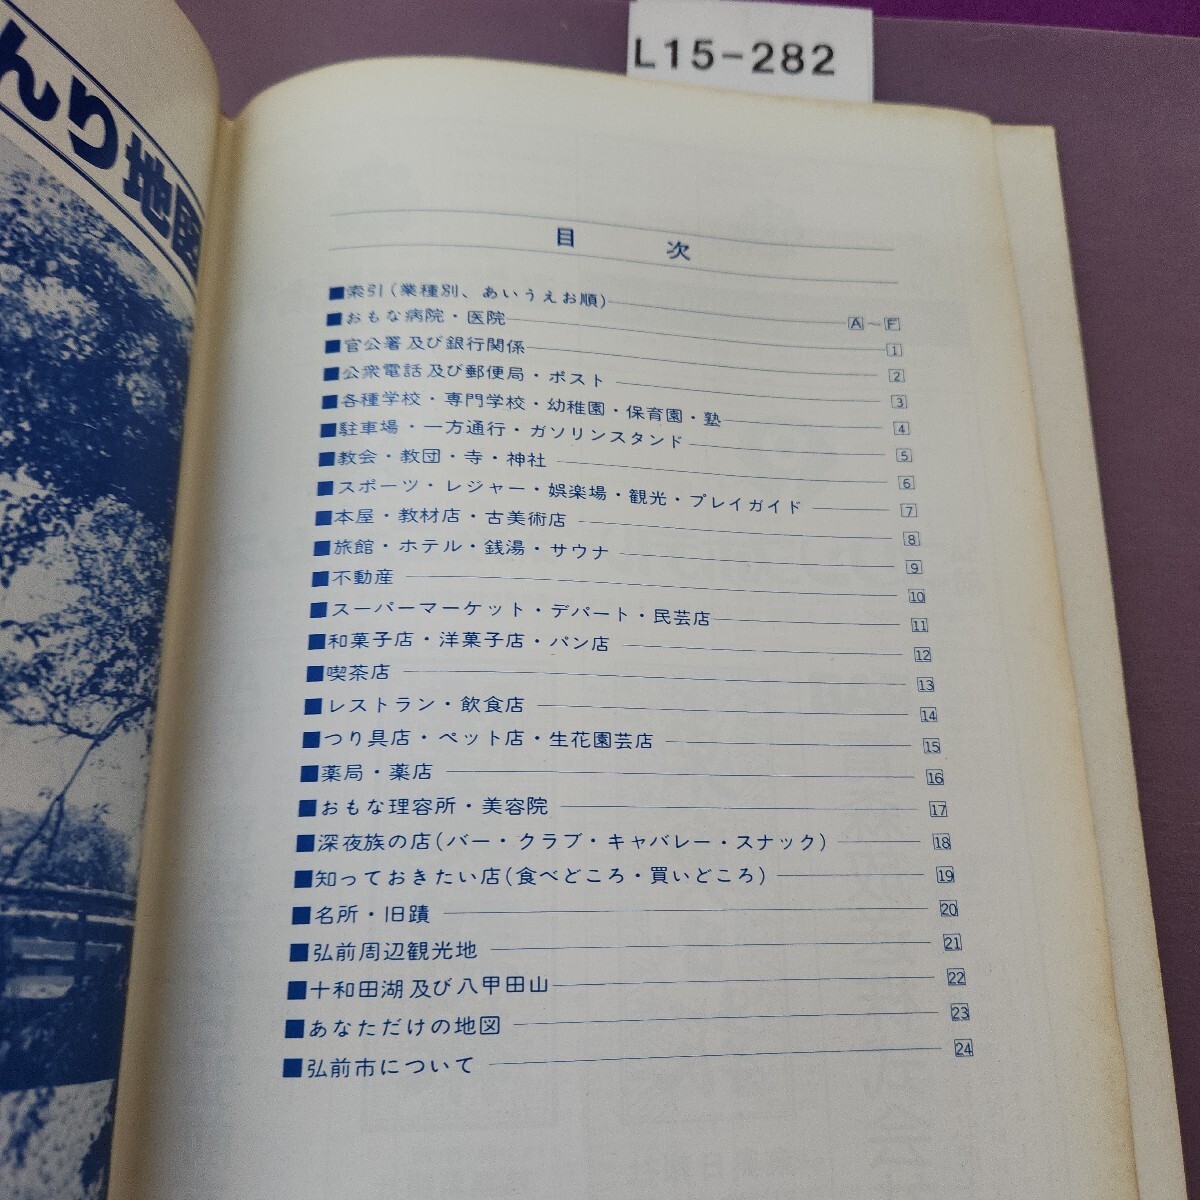 L15-282
んり地図
目 次
■索引(業種別、あいうえお順) A~F
■おもな病院・医院 1
■官公署及び銀行関係 2
■公衆電話及び郵便局・ポスト 3
■各種学校・専門学校・幼稚園・保育園・塾 4
■駐車場・一方通行・ガソリンスタンド 5
■教会・教団・寺・神社 6
■スポーツ・レジャー・娯楽場・観光・プレイガイド 7
■本屋・教材店・古美術店 8
■旅館・ホテル・銭湯・サウナ 9
■不動産 10
■スーパーマーケット・デパート・民芸店 11
■和菓子店・洋菓子店・パン店 12
■喫茶店 13
■レストラン・飲食店 14
■つり具店・ペット店・生花園芸店 15
■薬局・薬店 16
■おもな理容所・美容院 17
■深夜族の店(バー・クラブ・キャバレー・スナック) 18
■知っておきたい店(食べどころ・買いどころ) 19
■名所・旧蹟 20
■弘前周辺観光地 21
■十和田湖及び八甲田山 22
■あなただけの地図 23
■弘前市について 24